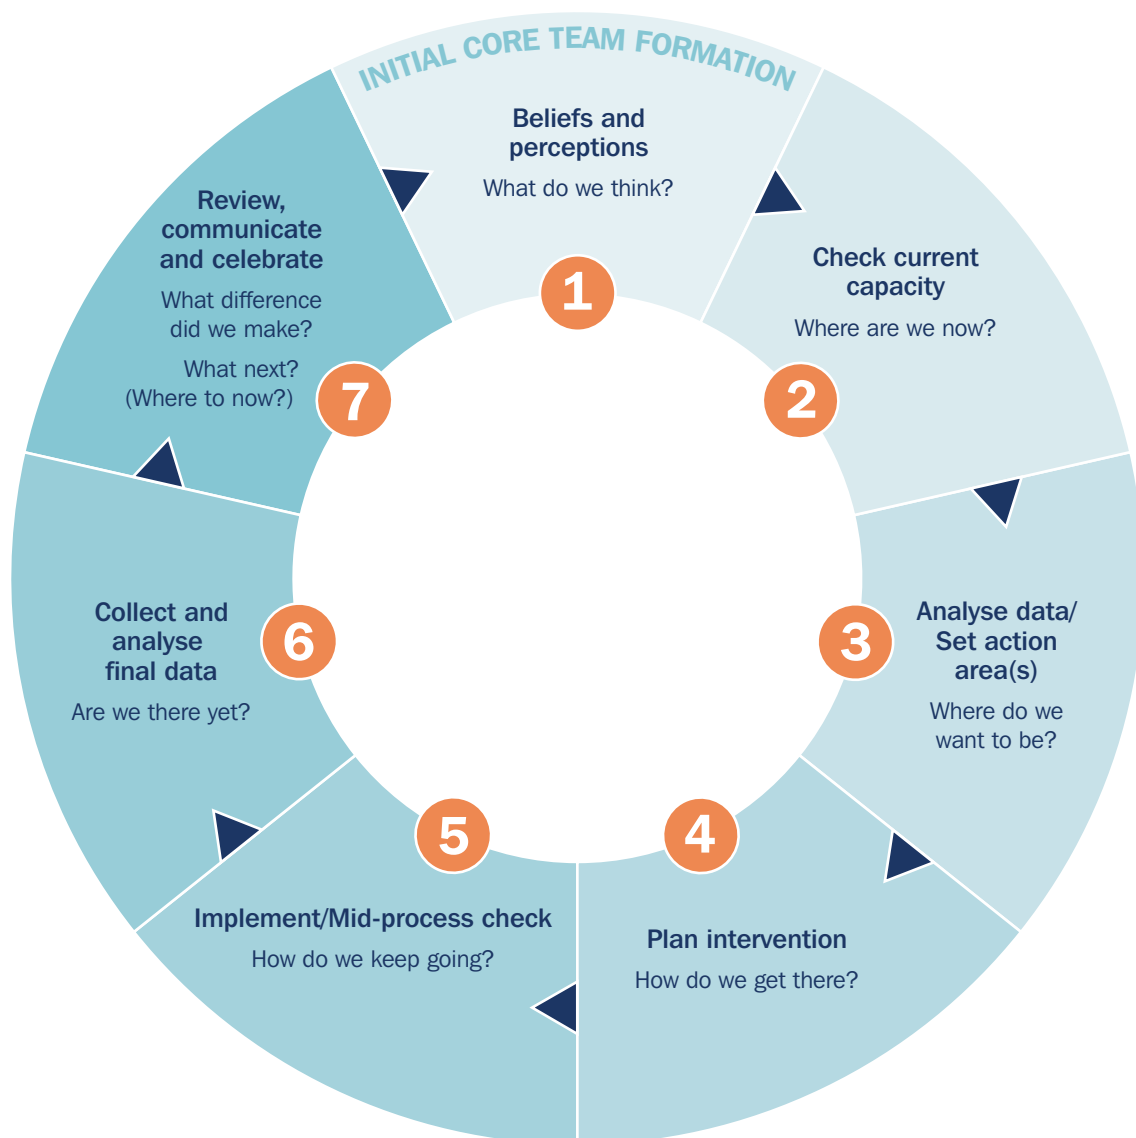 INITIAL CORE TEAM FORMATION
Beliefs and
perceptions
What do we think?
1
Check current
capacity
Where are we now?
2
Analyse data/
Set action
area(s)
Where do we
want to be?
3
Plan intervention
How do we get there?
4
Implement/Mid-process check
How do we keep going?
5
Collect and
analyse
final data
Are we there yet?
6
Review,
communicate
and celebrate
What difference
did we make?
What next?
(Where to now?)
7